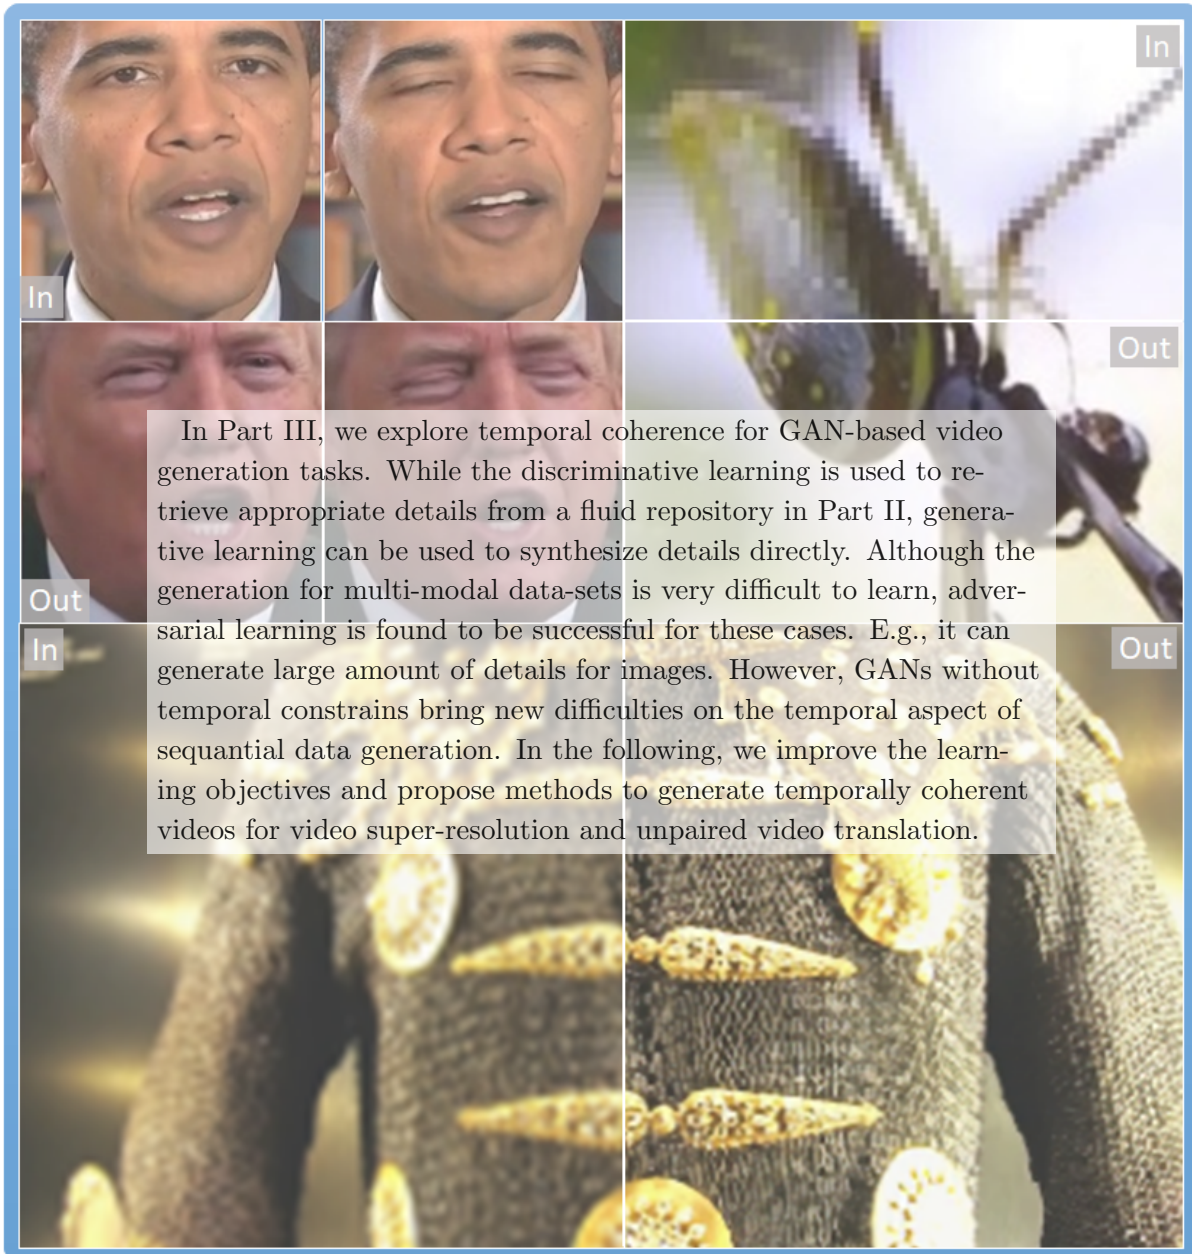 In
In
Out
Out
In Part III, we explore temporal coherence for GAN-based video
generation tasks. While the discriminative learning is used to re-
trieve appropriate details from a fluid repository in Part II, genera-
tive learning can be used to synthesize details directly. Although the
generation for multi-modal data-sets is very difficult to learn, adver-
sarial learning is found to be successful for these cases. E.g., it can
generate large amount of details for images. However, GANs without
temporal constrains bring new difficulties on the temporal aspect of
sequantial data generation. In the following, we improve the learn-
ing objectives and propose methods to generate temporally coherent
videos for video super-resolution and unpaired video translation.
In
Out